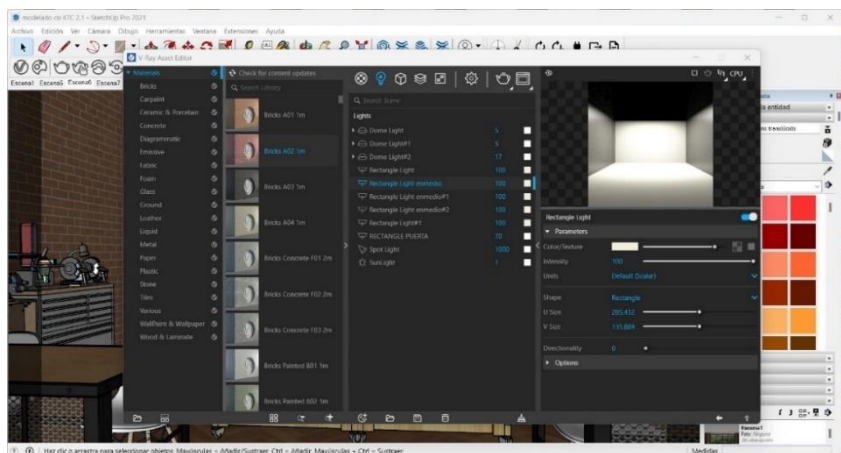 modelado do KTC 2,1 - SketchUp Pro 2021
Archivo Edición Ver Cámara Dibujo Herramientas Ventana Extensiones Ayuda
V-Ray Asset Editor
Escena1 Escena5 Escena6 Escena7
Materials
Bricks
Carpaint
Ceramic & Porcelain
Concrete
Diagrammatic
Emissive
Fabric
Foam
Glass
Ground
Leather
Liquid
Metal
Paper
Plastic
Stone
Tiles
Various
WallPaint & Wallpaper
Wood & Laminate
Check for content updates
Search Library
Bricks A01 1m
Bricks A02 1m
Bricks A03 1m
Bricks A04 1m
Bricks Concrete F01 2m
Bricks Concrete F02 2m
Bricks Concrete F03 2m
Bricks Painted B01 1m
Bricks Painted B02 1m
Search Scene
Lights
Dome Light 5
Dome Light#1 5
Dome Light#2 17
Rectangle Light 100
Rectangle Light enmedio 100
Rectangle Light enmedio#1 100
Rectangle Light enmedio#2 100
Rectangle Light#1 100
RECTANGLE PUERTA 70
Spot Light 1000
SunLight 1
CPU
Rectangle Light
Parameters
Color/Texture
Intensity 100
Units Default (Scalar)
Shape Rectangle
U Size 285.432
V Size 135.889
Directionality 0
Options
Escena1
Haz clic o arrastra para seleccionar objetos. Mayúsculas = Añadir/Sustraer. Ctrl = Añadir. Mayúsculas + Ctrl = Sustraer.
Medidas